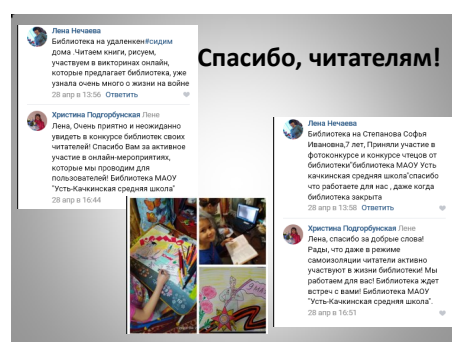 Спасибо, читателям!
Лена Нечаева
Библиотека на удаленкен#сидим
дома .Читаем книги, рисуем,
участвуем в викторинах онлайн,
которые предлагает библиотека, уже
узнала очень много о жизни на войне
28 апр в 13:56 Ответить
Христина Подгорбунская Лене
Лена, Очень приятно и неожиданно
увидеть в конкурсе библиотек своих
читателей! Спасибо Вам за активное
участие в онлайн-мероприятиях,
которые мы проводим для
пользователей! Библиотека МАОУ
"Усть-Качкинская средняя школа"
28 апр в 16:44
Лена Нечаева
Библиотека на Степанова Софья
Ивановна,7 лет, Приняли участие в
фотоконкурсе и конкурсе чтецов от
библиотеки"библиотека МАОУ Усть
качкинская средняя школа"спасибо
что работаете для нас , даже когда
библиотека закрыта
28 апр в 13:58 Ответить
Христина Подгорбунская Лене
Лена, спасибо за добрые слова!
Рады, что даже в режиме
самоизоляции читатели активно
участвуют в жизни библиотеки! Мы
работаем для вас! Библиотека ждет
встреч с вами! Библиотека МАОУ
"Усть-Качкинская средняя школа".
28 апр в 16:51